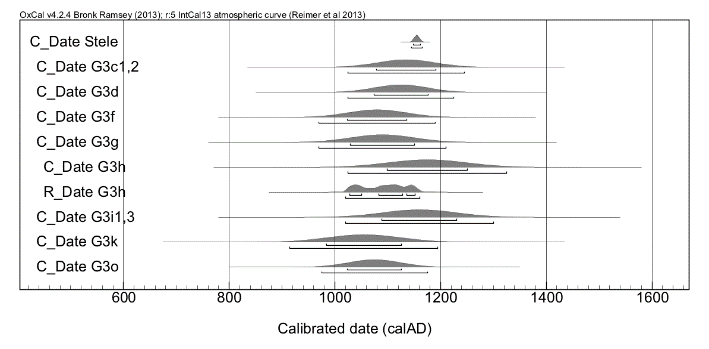 OxCal v4.2.4 Bronk Ramsey (2013); r:5 IntCal13 atmospheric curve (Reimer et al 2013)
C_Date Stele
C_Date G3c1,2
C_Date G3d
C_Date G3f
C_Date G3g
C_Date G3h
R_Date G3h
C_Date G3i1,3
C_Date G3k
C_Date G3o
600 800 1000 1200 1400 1600
Calibrated date (calAD)